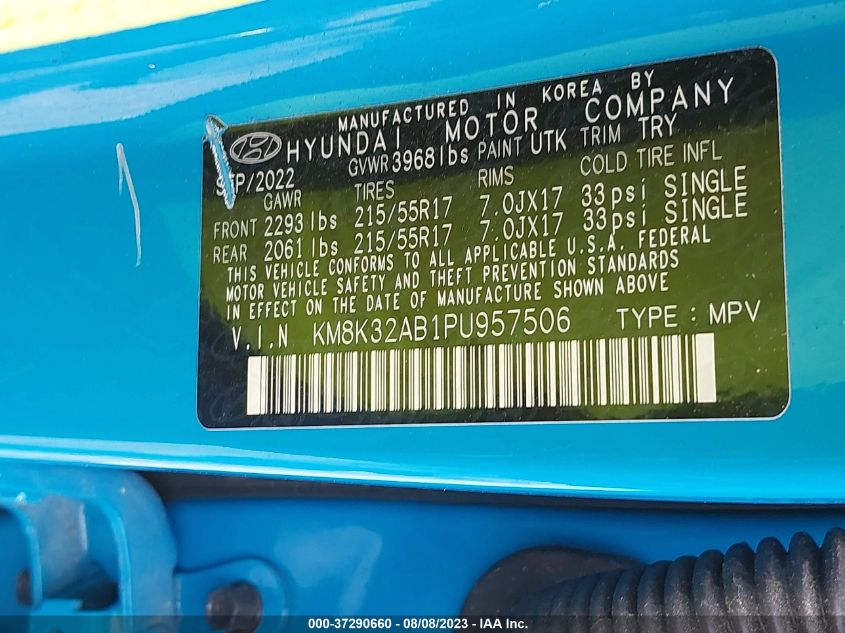 MANUFACTURED IN KOREA BY
HYUNDAI MOTOR COMPANY
SEP/2022 GVWR 3968 lbs PAINT UTK TRIM TRY
GAWR TIRES RIMS COLD TIRE INFL
FRONT 2293 lbs 215/55R17 7.0JX17 33psi SINGLE
REAR 2061 lbs 215/55R17 7.0JX17 33psi SINGLE
THIS VEHICLE CONFORMS TO ALL APPLICABLE U.S.A. FEDERAL
MOTOR VEHICLE SAFETY AND THEFT PREVENTION STANDARDS
IN EFFECT ON THE DATE OF MANUFACTURE SHOWN ABOVE
V.I.N KM8K32AB1PU957506 TYPE : MPV
000-37290660 - 08/08/2023 - IAA Inc.